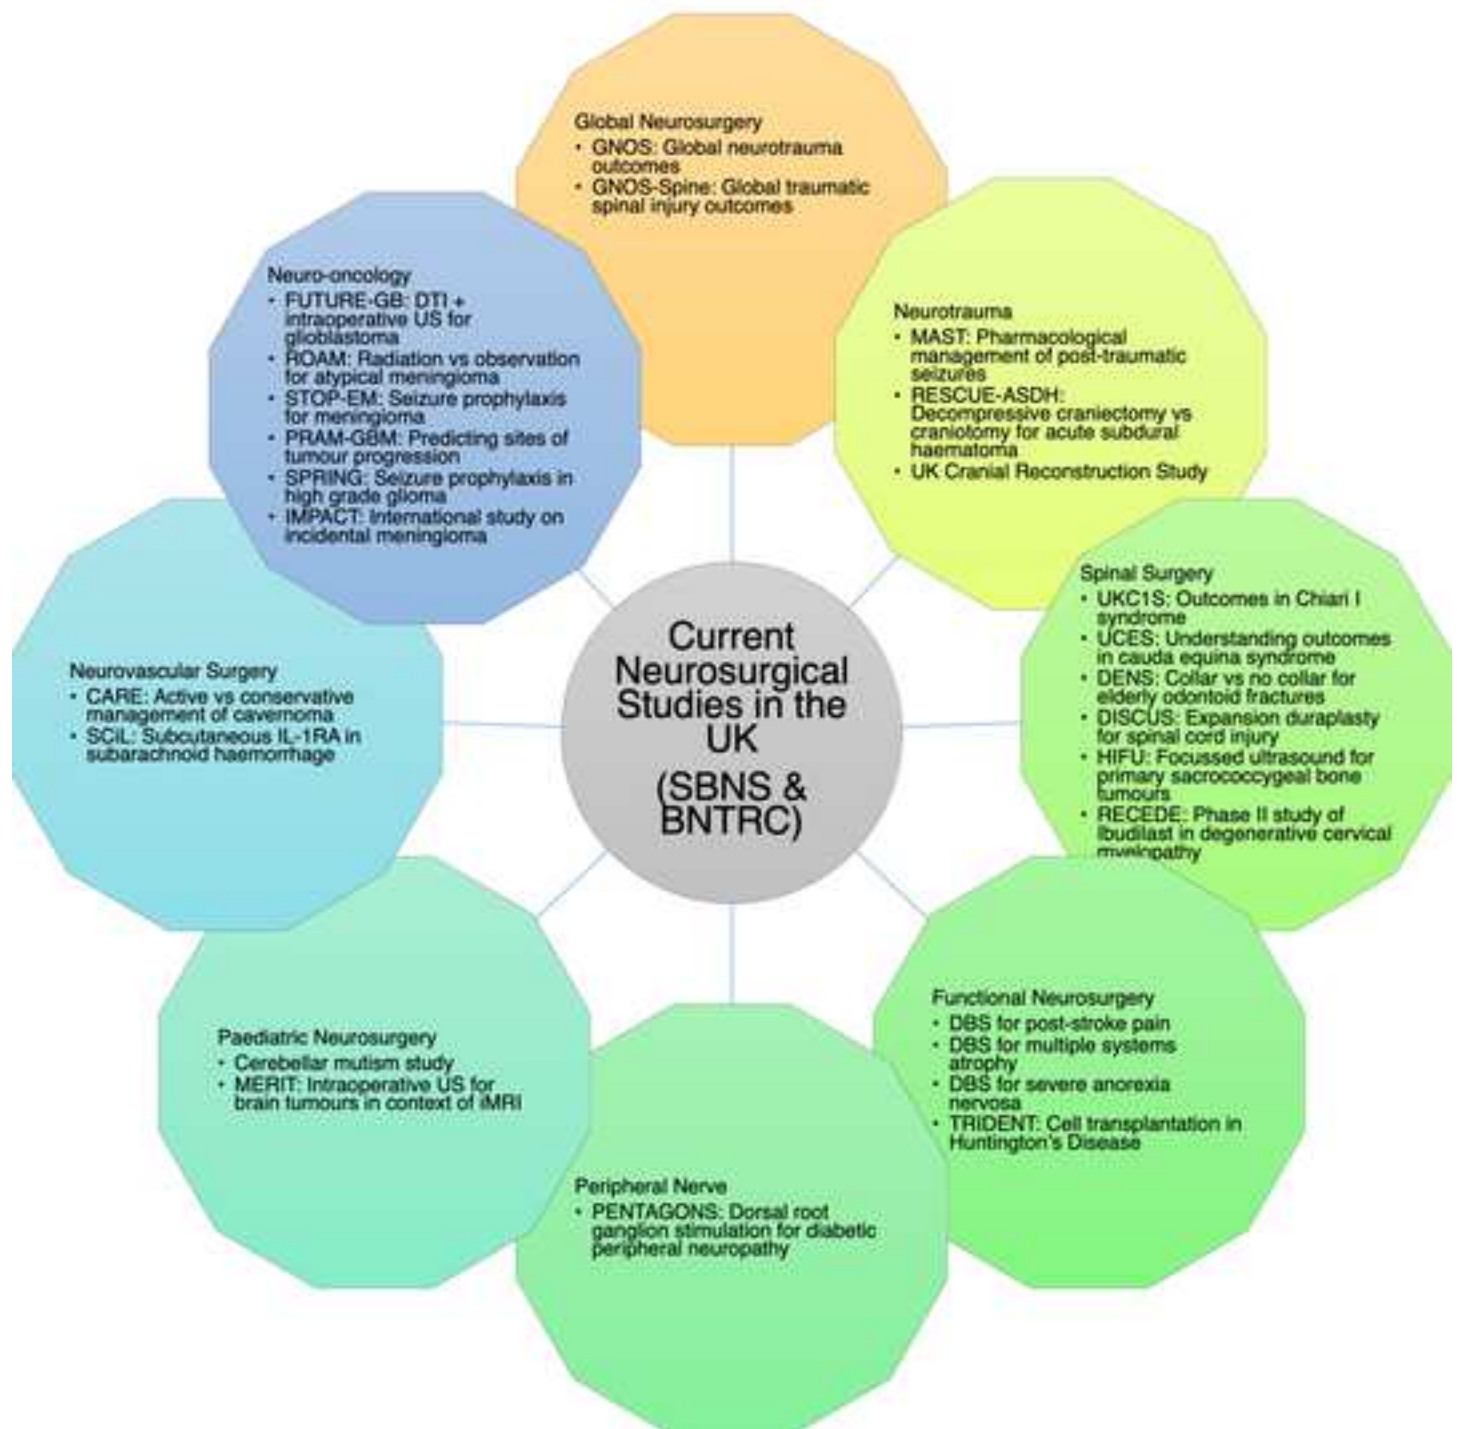 Global Neurosurgery
• GNOS: Global neurotrauma
outcomes
• GNOS-Spine: Global traumatic
spinal injury outcomes
Neurotrauma
• MAST: Pharmacological
management of post-traumatic
seizures
• RESCUE-ASDH:
Decompressive craniectomy vs
craniotomy for acute subdural
haematoma
• UK Cranial Reconstruction Study
Spinal Surgery
• UKC1S: Outcomes in Chiari I
syndrome
• UCES: Understanding outcomes
in cauda equina syndrome
• DENS: Collar vs no collar for
elderly odontoid fractures
• DISCUS: Expansion duraplasty
for spinal cord injury
• HIFU: Focussed ultrasound for
primary sacrococcygeal bone
tumours
• RECEDE: Phase II study of
Ibudilast in degenerative cervical
myelopathy
Functional Neurosurgery
• DBS for post-stroke pain
• DBS for multiple systems
atrophy
• DBS for severe anorexia
nervosa
• TRIDENT: Cell transplantation in
Huntington's Disease
Peripheral Nerve
• PENTAGONS: Dorsal root
ganglion stimulation for diabetic
peripheral neuropathy
Paediatric Neurosurgery
• Cerebellar mutism study
• MERIT: Intraoperative US for
brain tumours in context of iMRI
Neurovascular Surgery
• CARE: Active vs conservative
management of cavernoma
• SCiL: Subcutaneous IL-1RA in
subarachnoid haemorrhage
Neuro-oncology
• FUTURE-GB: DTI +
intraoperative US for
glioblastoma
• ROAM: Radiation vs observation
for atypical meningioma
• STOP-EM: Seizure prophylaxis
for meningioma
• PRAM-GBM: Predicting sites of
tumour progression
• SPRING: Seizure prophylaxis in
high grade glioma
• IMPACT: International study on
incidental meningioma
Current
Neurosurgical
Studies in the
UK
(SBNS &
BNTRC)